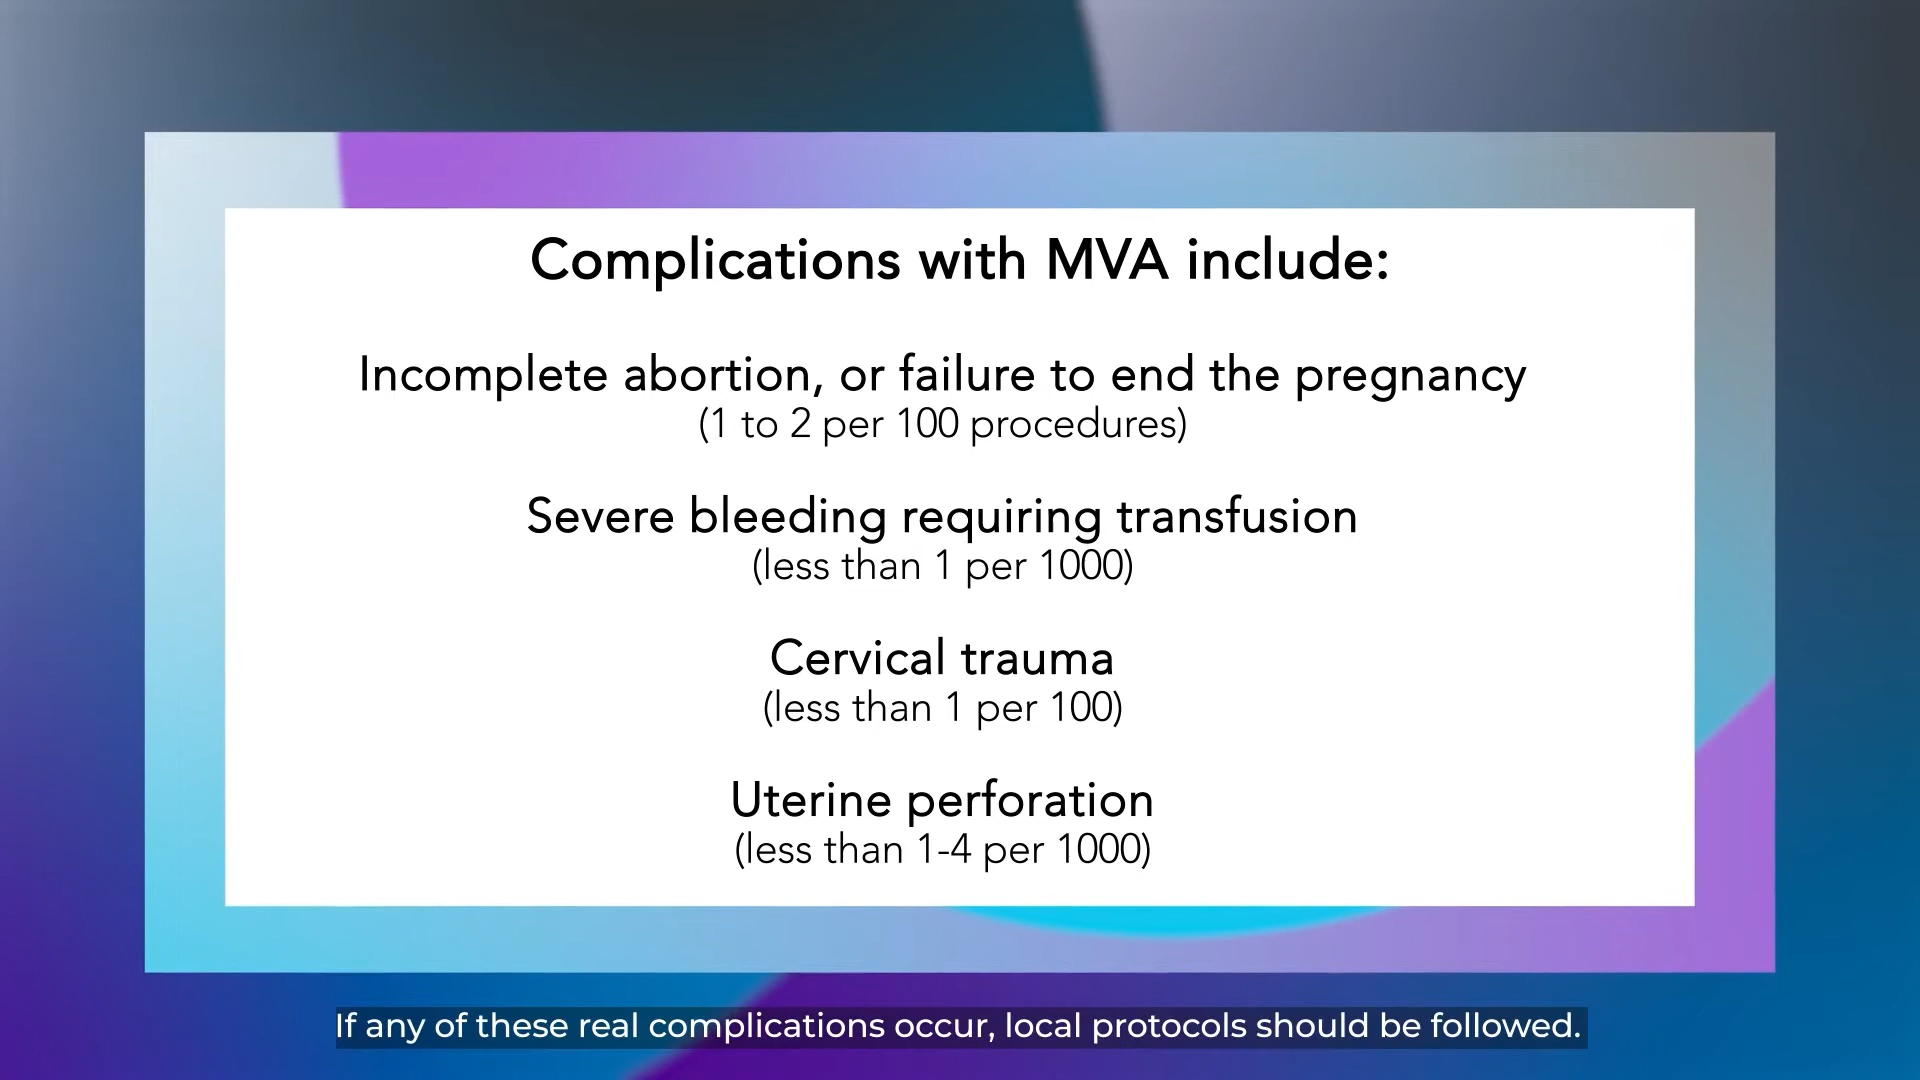 Complications with MVA include:
Incomplete abortion, or failure to end the pregnancy
(1 to 2 per 100 procedures)
Severe bleeding requiring transfusion
(less than 1 per 1000)
Cervical trauma
(less than 1 per 100)
Uterine perforation
(less than 1-4 per 1000)
If any of these real complications occur, local protocols should be followed.